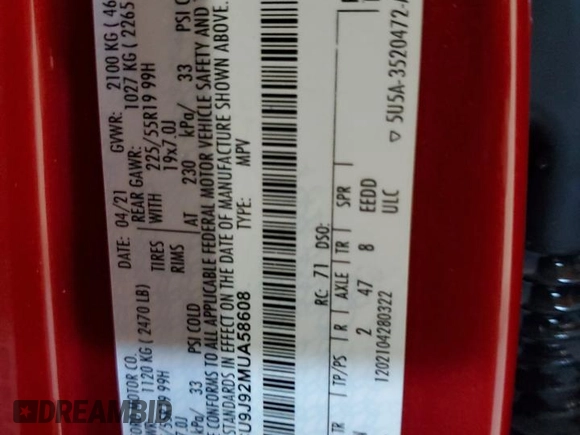 MOTOR CO.
DATE: 04/21
GVWR: 2100 KG ( 46
1120 KG ( 2470 LB)
REAR GAWR: 1027 KG ( 2265
99H
TIRES WITH 225/55R19 99H
RIMS 19x7.0J
kPa/ 33 PSI COLD
AT 230 kPa/ 33 PSI CO
CONFORMS TO ALL APPLICABLE FEDERAL MOTOR VEHICLE SAFETY AND
STANDARDS IN EFFECT ON THE DATE OF MANUFACTURE SHOWN ABOVE.
U9J92MUA58608
TYPE: MPV
RC: 71 DSO:
TR TP/PS R AXLE TR SPR
2 47 8 EEDD
ULC
1202104280322
▽ 5U5A-3520472-A
DREAMBID